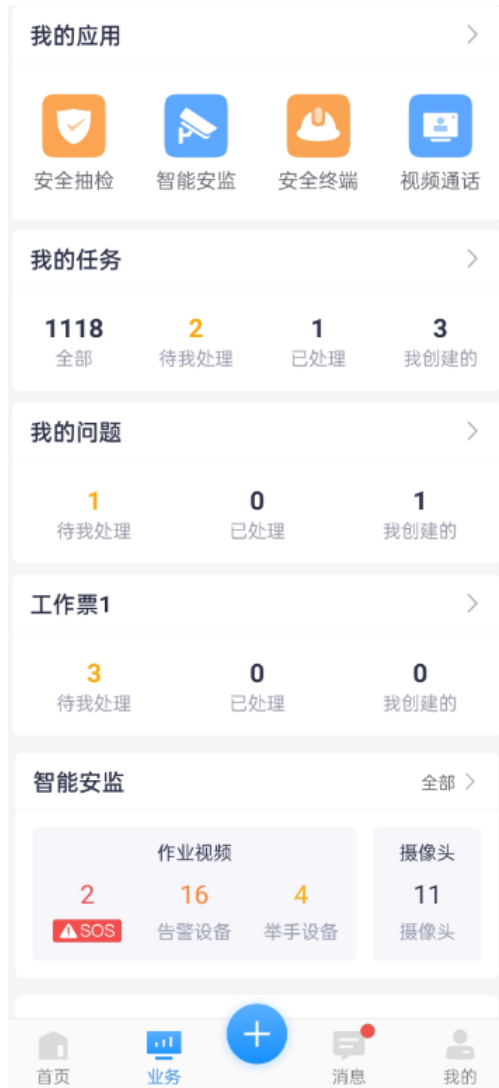 我的应用
安全抽检 智能安监 安全终端 视频通话
我的任务
1118 2 1 3
全部 待我处理 已处理 我创建的
我的问题
1 0 1
待我处理 已处理 我创建的
工作票1
3 0 0
待我处理 已处理 我创建的
智能安监 全部
作业视频 摄像头
2 16 4 11
SOS 告警设备 举手设备 摄像头
首页 业务 消息 我的